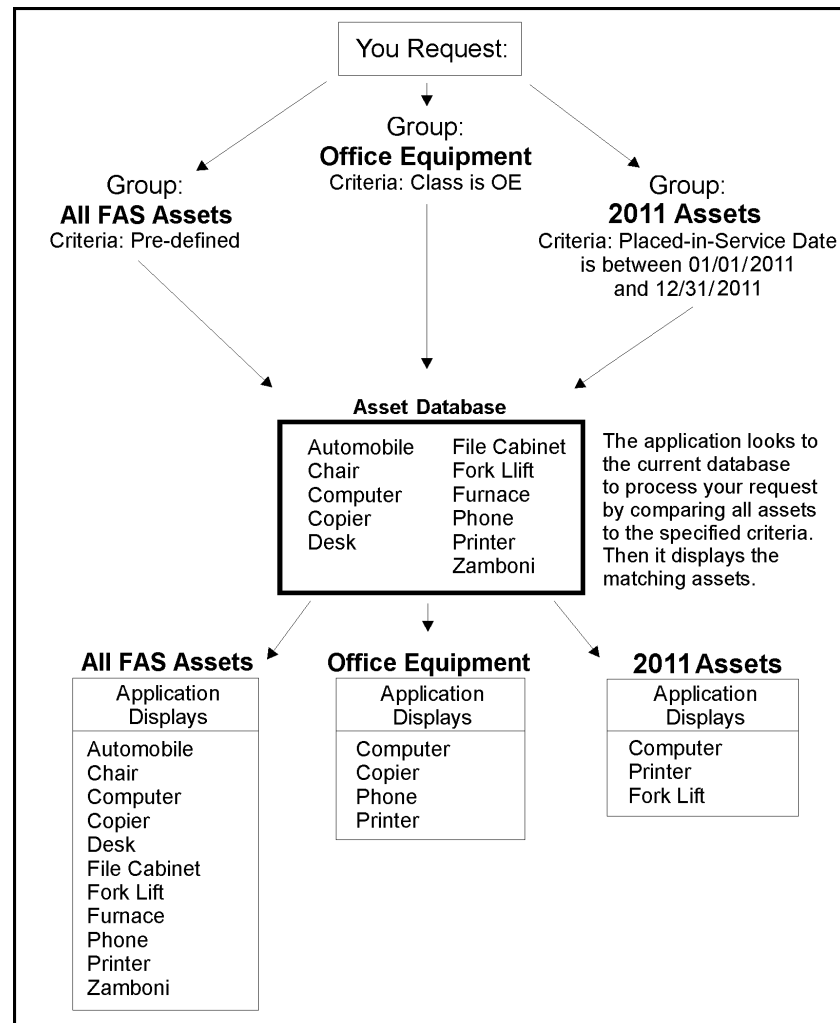 You Request:
Group:
Office Equipment
Criteria: Class is OE
Group:
All FAS Assets
Criteria: Pre-defined
Group:
2011 Assets
Criteria: Placed-in-Service Date
is between 01/01/2011
and 12/31/2011
Asset Database
Automobile
Chair
Computer
Copier
Desk
File Cabinet
Fork Llift
Furnace
Phone
Printer
Zamboni
The application looks to
the current database
to process your request
by comparing all assets
to the specified criteria.
Then it displays the
matching assets.
All FAS Assets
Application
Displays
Automobile
Chair
Computer
Copier
Desk
File Cabinet
Fork Lift
Furnace
Phone
Printer
Zamboni
Office Equipment
Application
Displays
Computer
Copier
Phone
Printer
2011 Assets
Application
Displays
Computer
Printer
Fork Lift